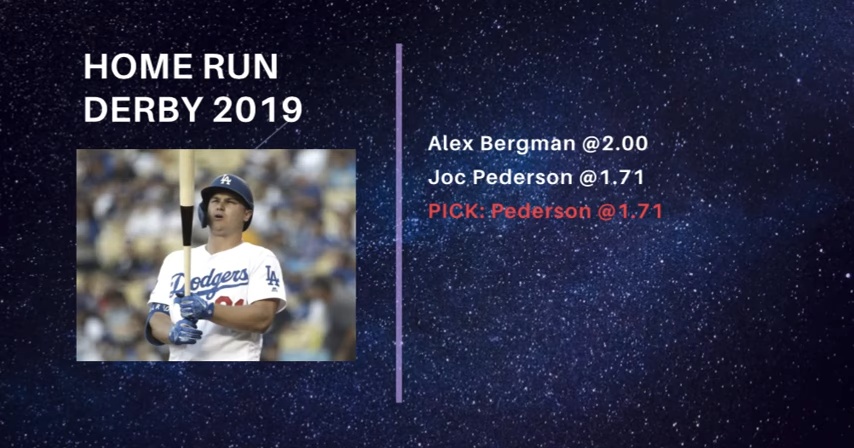 HOME RUN
DERBY 2019
Alex Bergman @2.00
Joc Pederson @1.71
PICK: Pederson @1.71
LA
Dodgers
LA